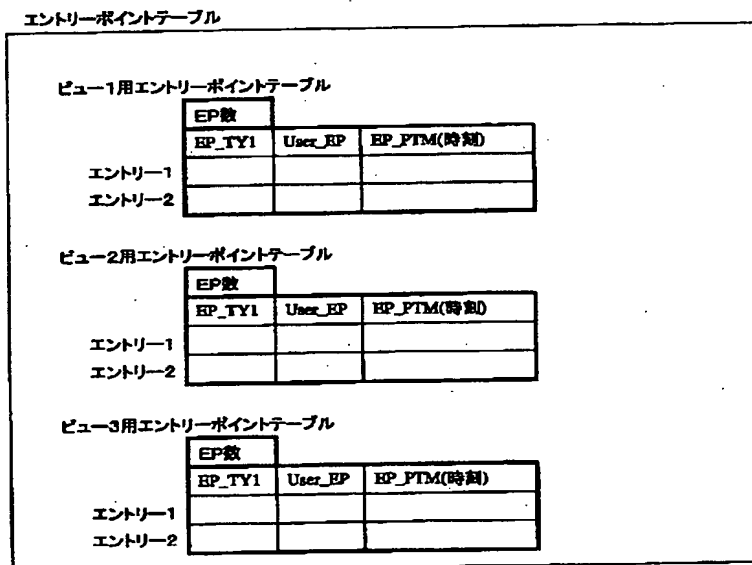 エントリーポイントテーブル
ビュー1用エントリーポイントテーブル
EP数
EP_TY1 User_EP EP_PTM(時刻)
エントリー1
エントリー2
ビュー2用エントリーポイントテーブル
EP数
EP_TY1 User_EP EP_PTM(時刻)
エントリー1
エントリー2
ビュー3用エントリーポイントテーブル
EP数
EP_TY1 User_EP EP_PTM(時刻)
エントリー1
エントリー2